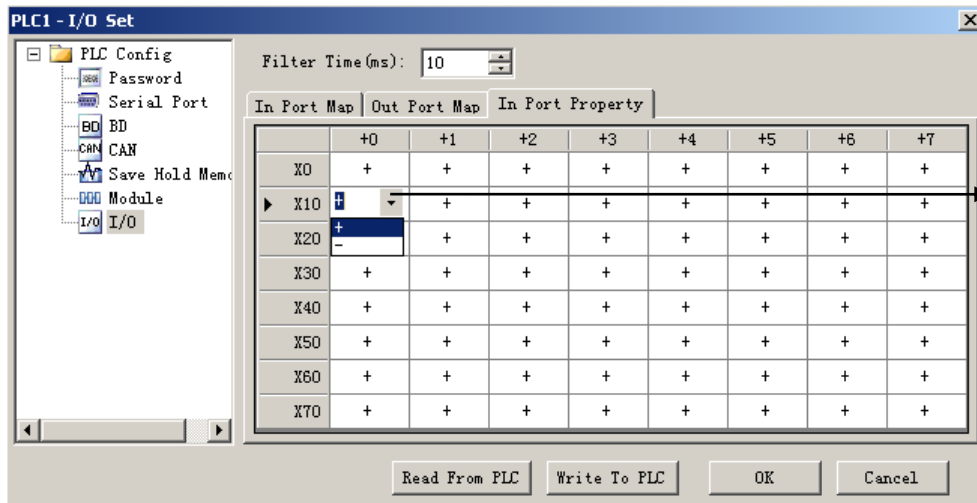 PLC1 - I/O Set
PLC Config
Password
Serial Port
BD BD
CAN CAN
Save Hold Memo
Module
I/O I/O
Filter Time(ms): 10
In Port Map Out Port Map In Port Property
+0 +1 +2 +3 +4 +5 +6 +7
X0 + + + + + + + +
X10 + + + + + + + +
+
−
X20 + + + + + + +
X30 + + + + + + + +
X40 + + + + + + + +
X50 + + + + + + + +
X60 + + + + + + + +
X70 + + + + + + + +
Read From PLC Write To PLC OK Cancel